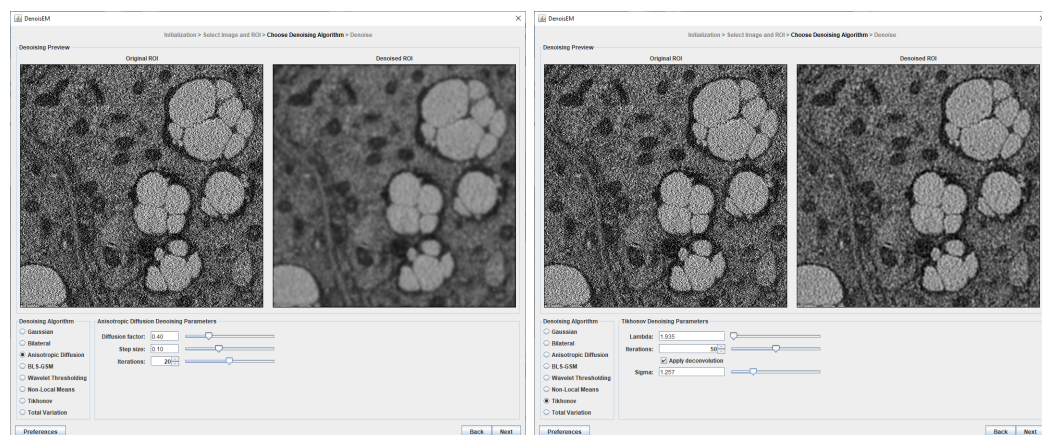 DenoisEM
Initialization > Select Image and ROI > Choose Denoising Algorithm > Denoise
Denoising Preview
Original ROI
Denoised ROI
Denoising Algorithm
Gaussian
Bilateral
Anisotropic Diffusion
BLS-GSM
Wavelet Thresholding
Non-Local Means
Tikhonov
Total Variation
Anisotropic Diffusion Denoising Parameters
Diffusion factor: 0.40
Step size: 0.10
Iterations: 20
Preferences
Back Next
DenoisEM
Initialization > Select Image and ROI > Choose Denoising Algorithm > Denoise
Denoising Preview
Original ROI
Denoised ROI
Denoising Algorithm
Gaussian
Bilateral
Anisotropic Diffusion
BLS-GSM
Wavelet Thresholding
Non-Local Means
Tikhonov
Total Variation
Tikhonov Denoising Parameters
Lambda: 1.935
Iterations: 50
Apply deconvolution
Sigma: 1.257
Preferences
Back Next